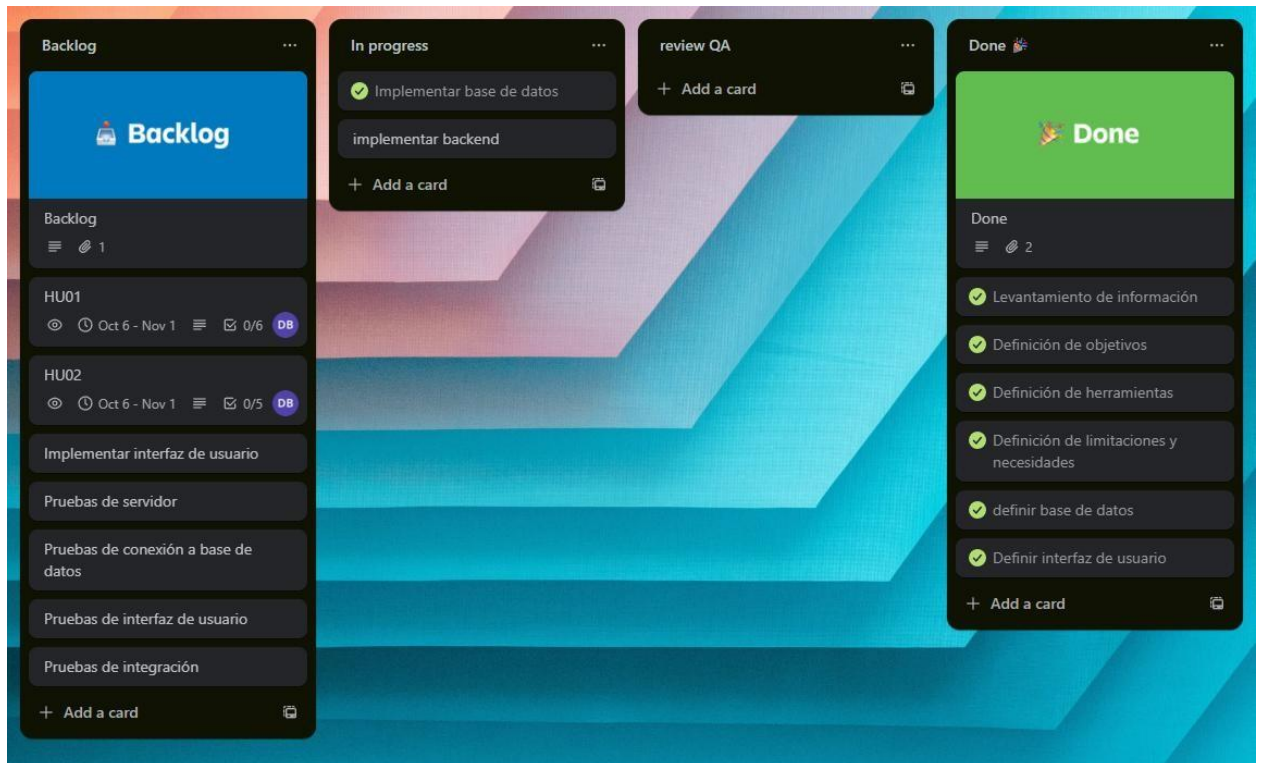 Backlog
Backlog
Backlog
1
HU01
Oct 6 - Nov 1 0/6 DB
HU02
Oct 6 - Nov 1 0/5 DB
Implementar interfaz de usuario
Pruebas de servidor
Pruebas de conexión a base de
datos
Pruebas de interfaz de usuario
Pruebas de integración
+ Add a card
In progress
Implementar base de datos
implementar backend
+ Add a card
review QA
+ Add a card
Done 🎉
🎉 Done
Done
2
Levantamiento de información
Definición de objetivos
Definición de herramientas
Definición de limitaciones y
necesidades
definir base de datos
Definir interfaz de usuario
+ Add a card